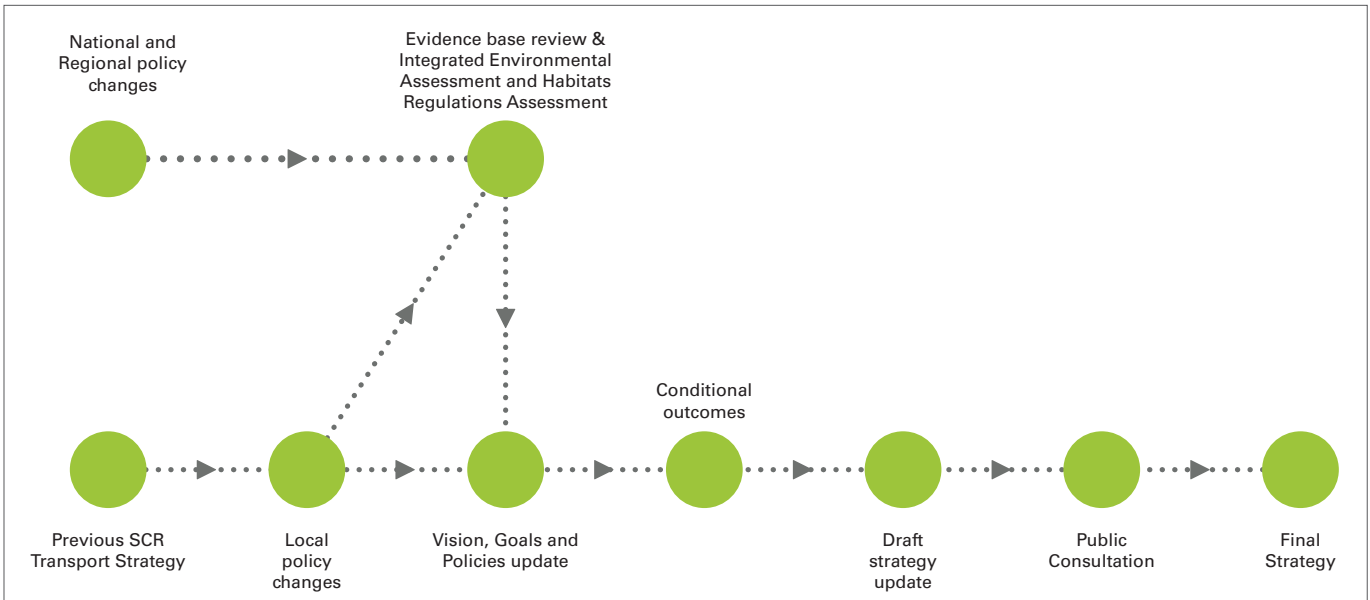 National and
Regional policy
changes
Evidence base review &
Integrated Environmental
Assessment and Habitats
Regulations Assessment
Conditional
outcomes
Previous SCR
Transport Strategy
Local
policy
changes
Vision, Goals and
Policies update
Draft
strategy
update
Public
Consultation
Final
Strategy